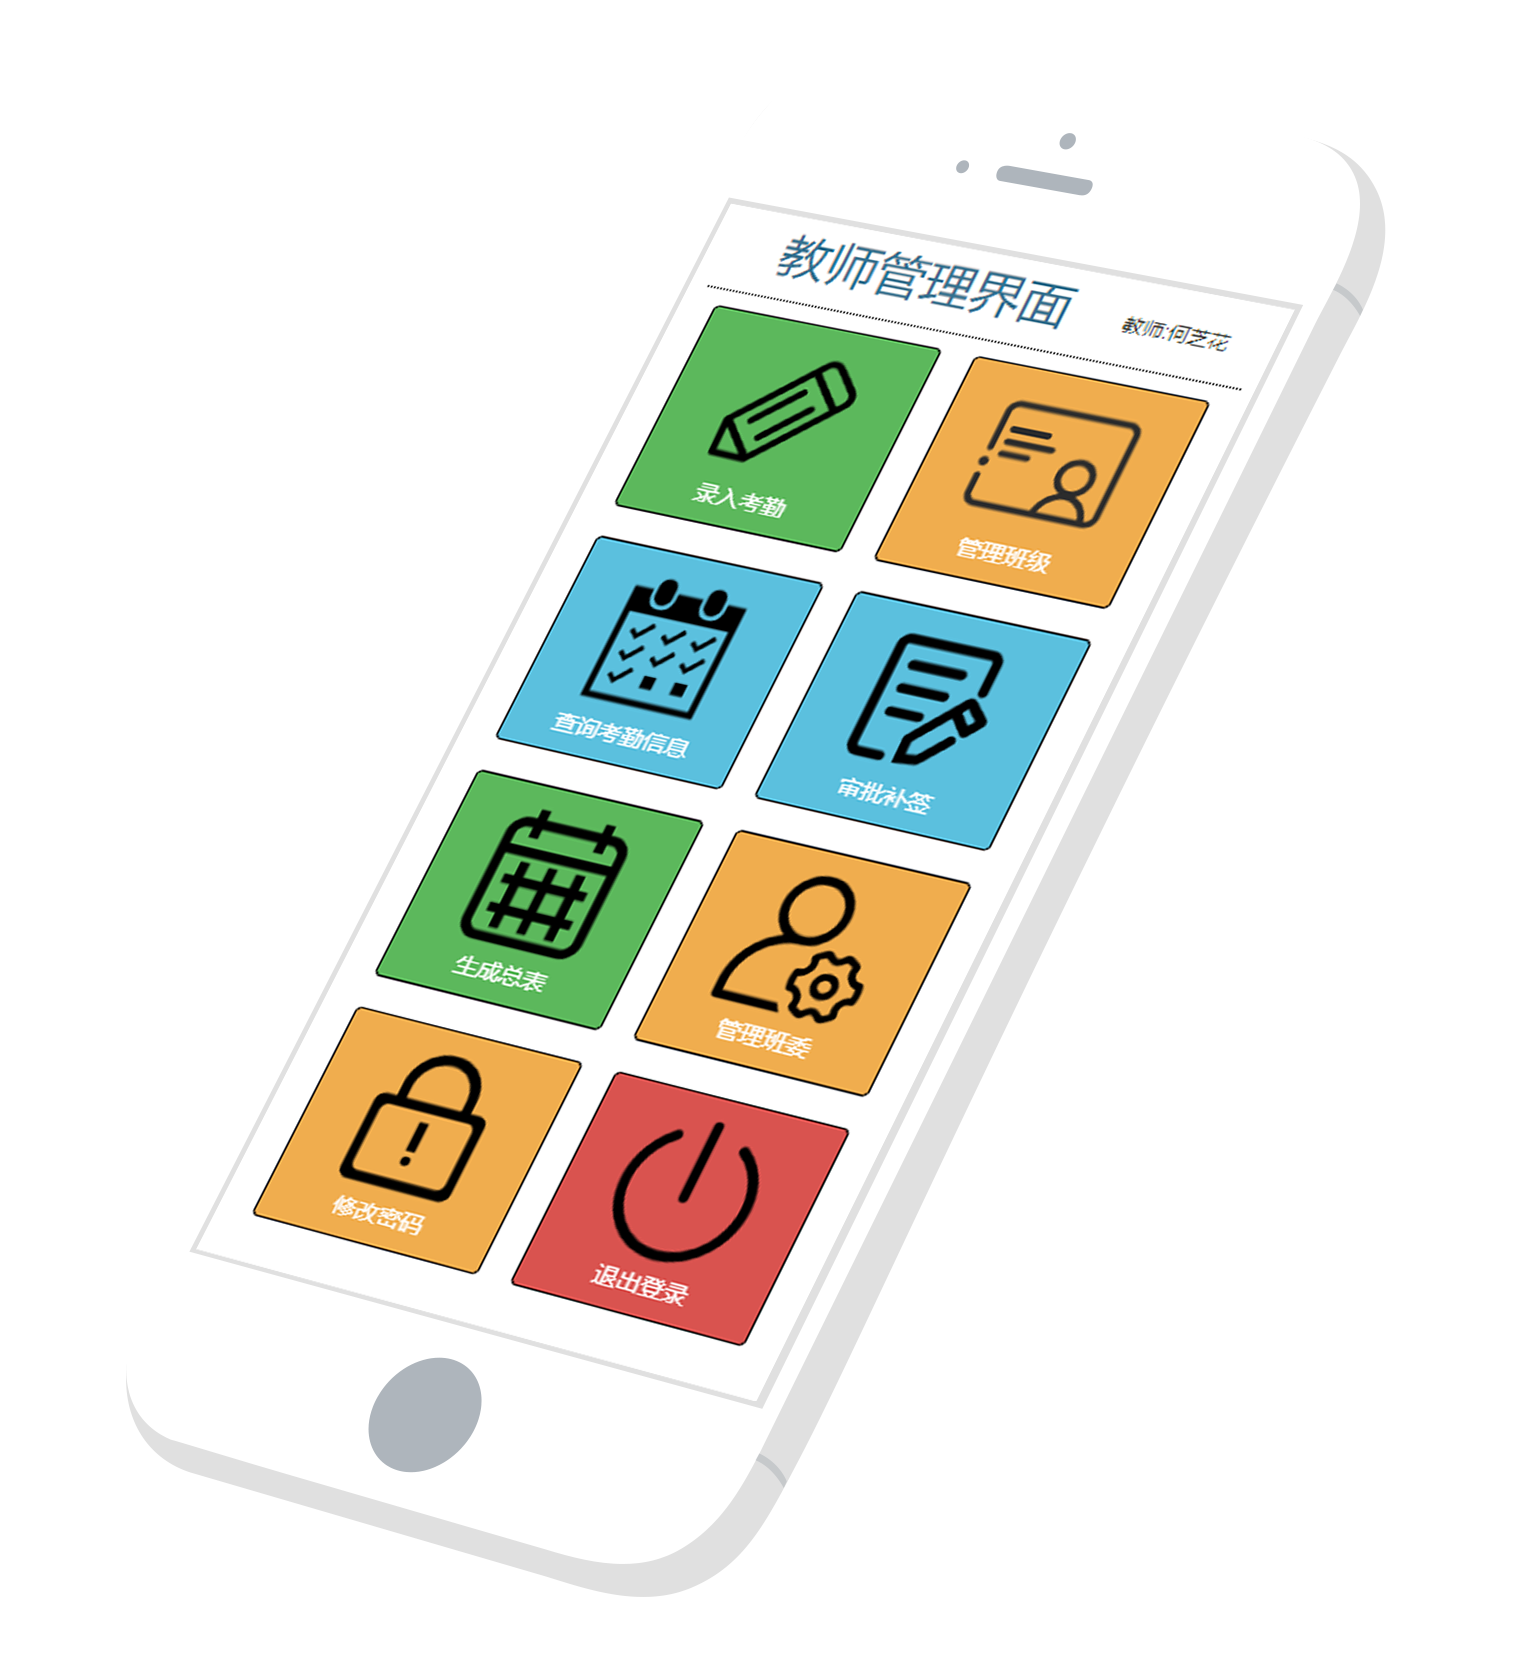 教师管理界面
教师:何芝花
录入考勤
管理班级
查询考勤信息
审批补签
生成总表
管理班委
修改密码
退出登录